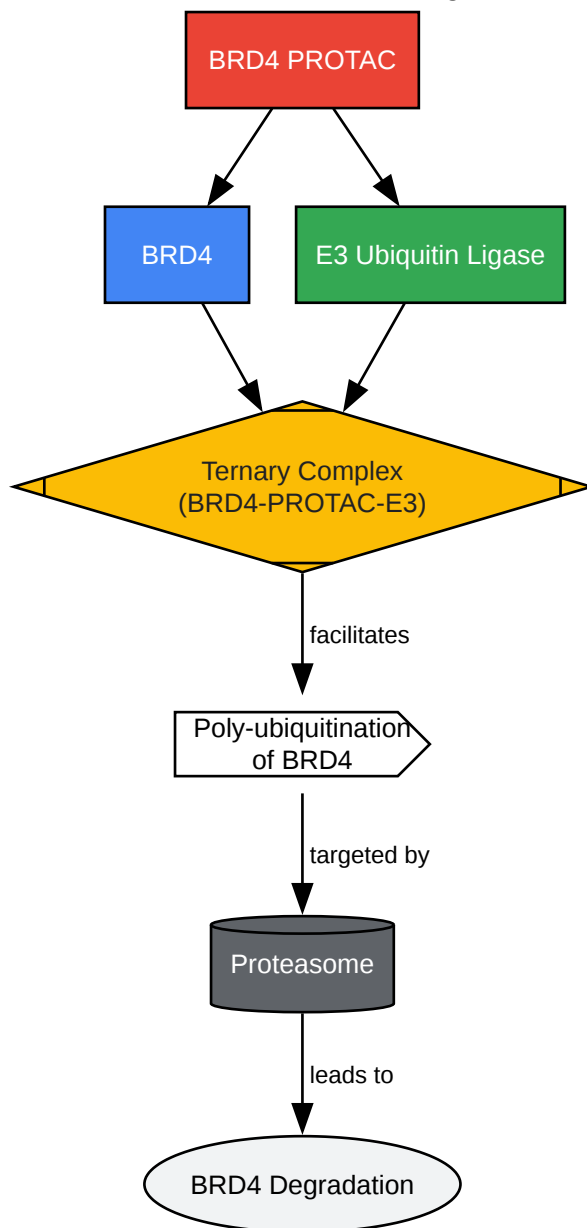 BRD4 PROTAC
BRD4
E3 Ubiquitin Ligase
Ternary Complex
(BRD4-PROTAC-E3)
facilitates
Poly-ubiquitination
of BRD4
targeted by
Proteasome
leads to
BRD4 Degradation